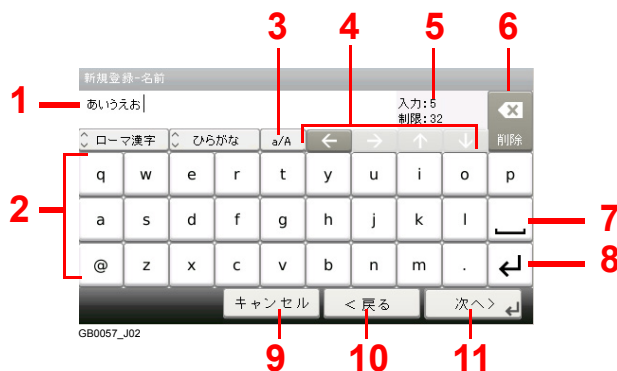 3 4 5 6
新規登録-名前
1 あいうえお 入力:5
制限:32
ローマ漢字 ひらがな a/A ← → ↑ ↓ 削除
2 q w e r t y u i o p
a s d f g h j k l 7
@ z x c v b n m . 8
キャンセル < 戻る 次へ >
GB0057_J02
9 10 11